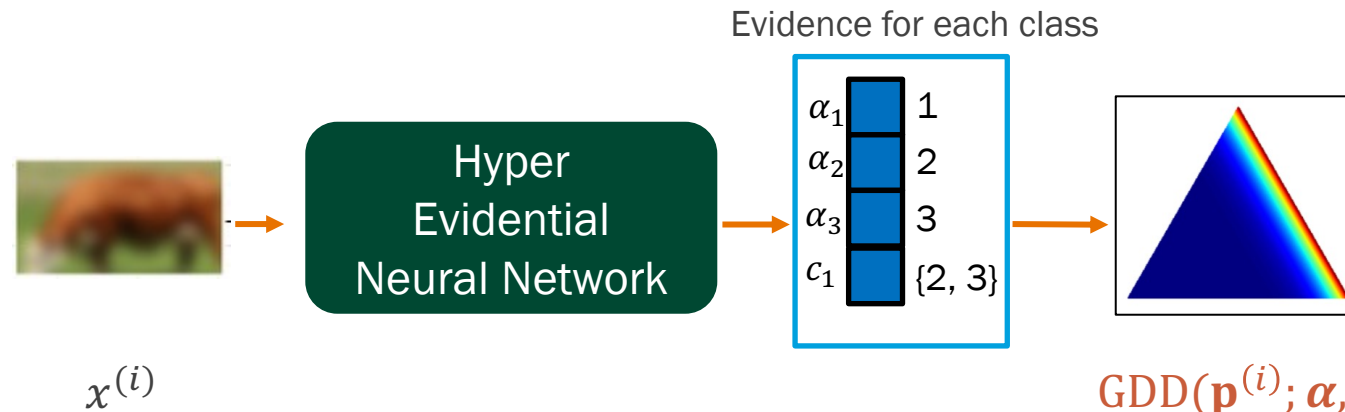 Evidence for each class
α₁ 1
α₂ 2
α₃ 3
c₁ {2, 3}
Hyper
Evidential
Neural Network
x⁽ⁱ⁾
GDD(𝐩⁽ⁱ⁾; 𝜶,